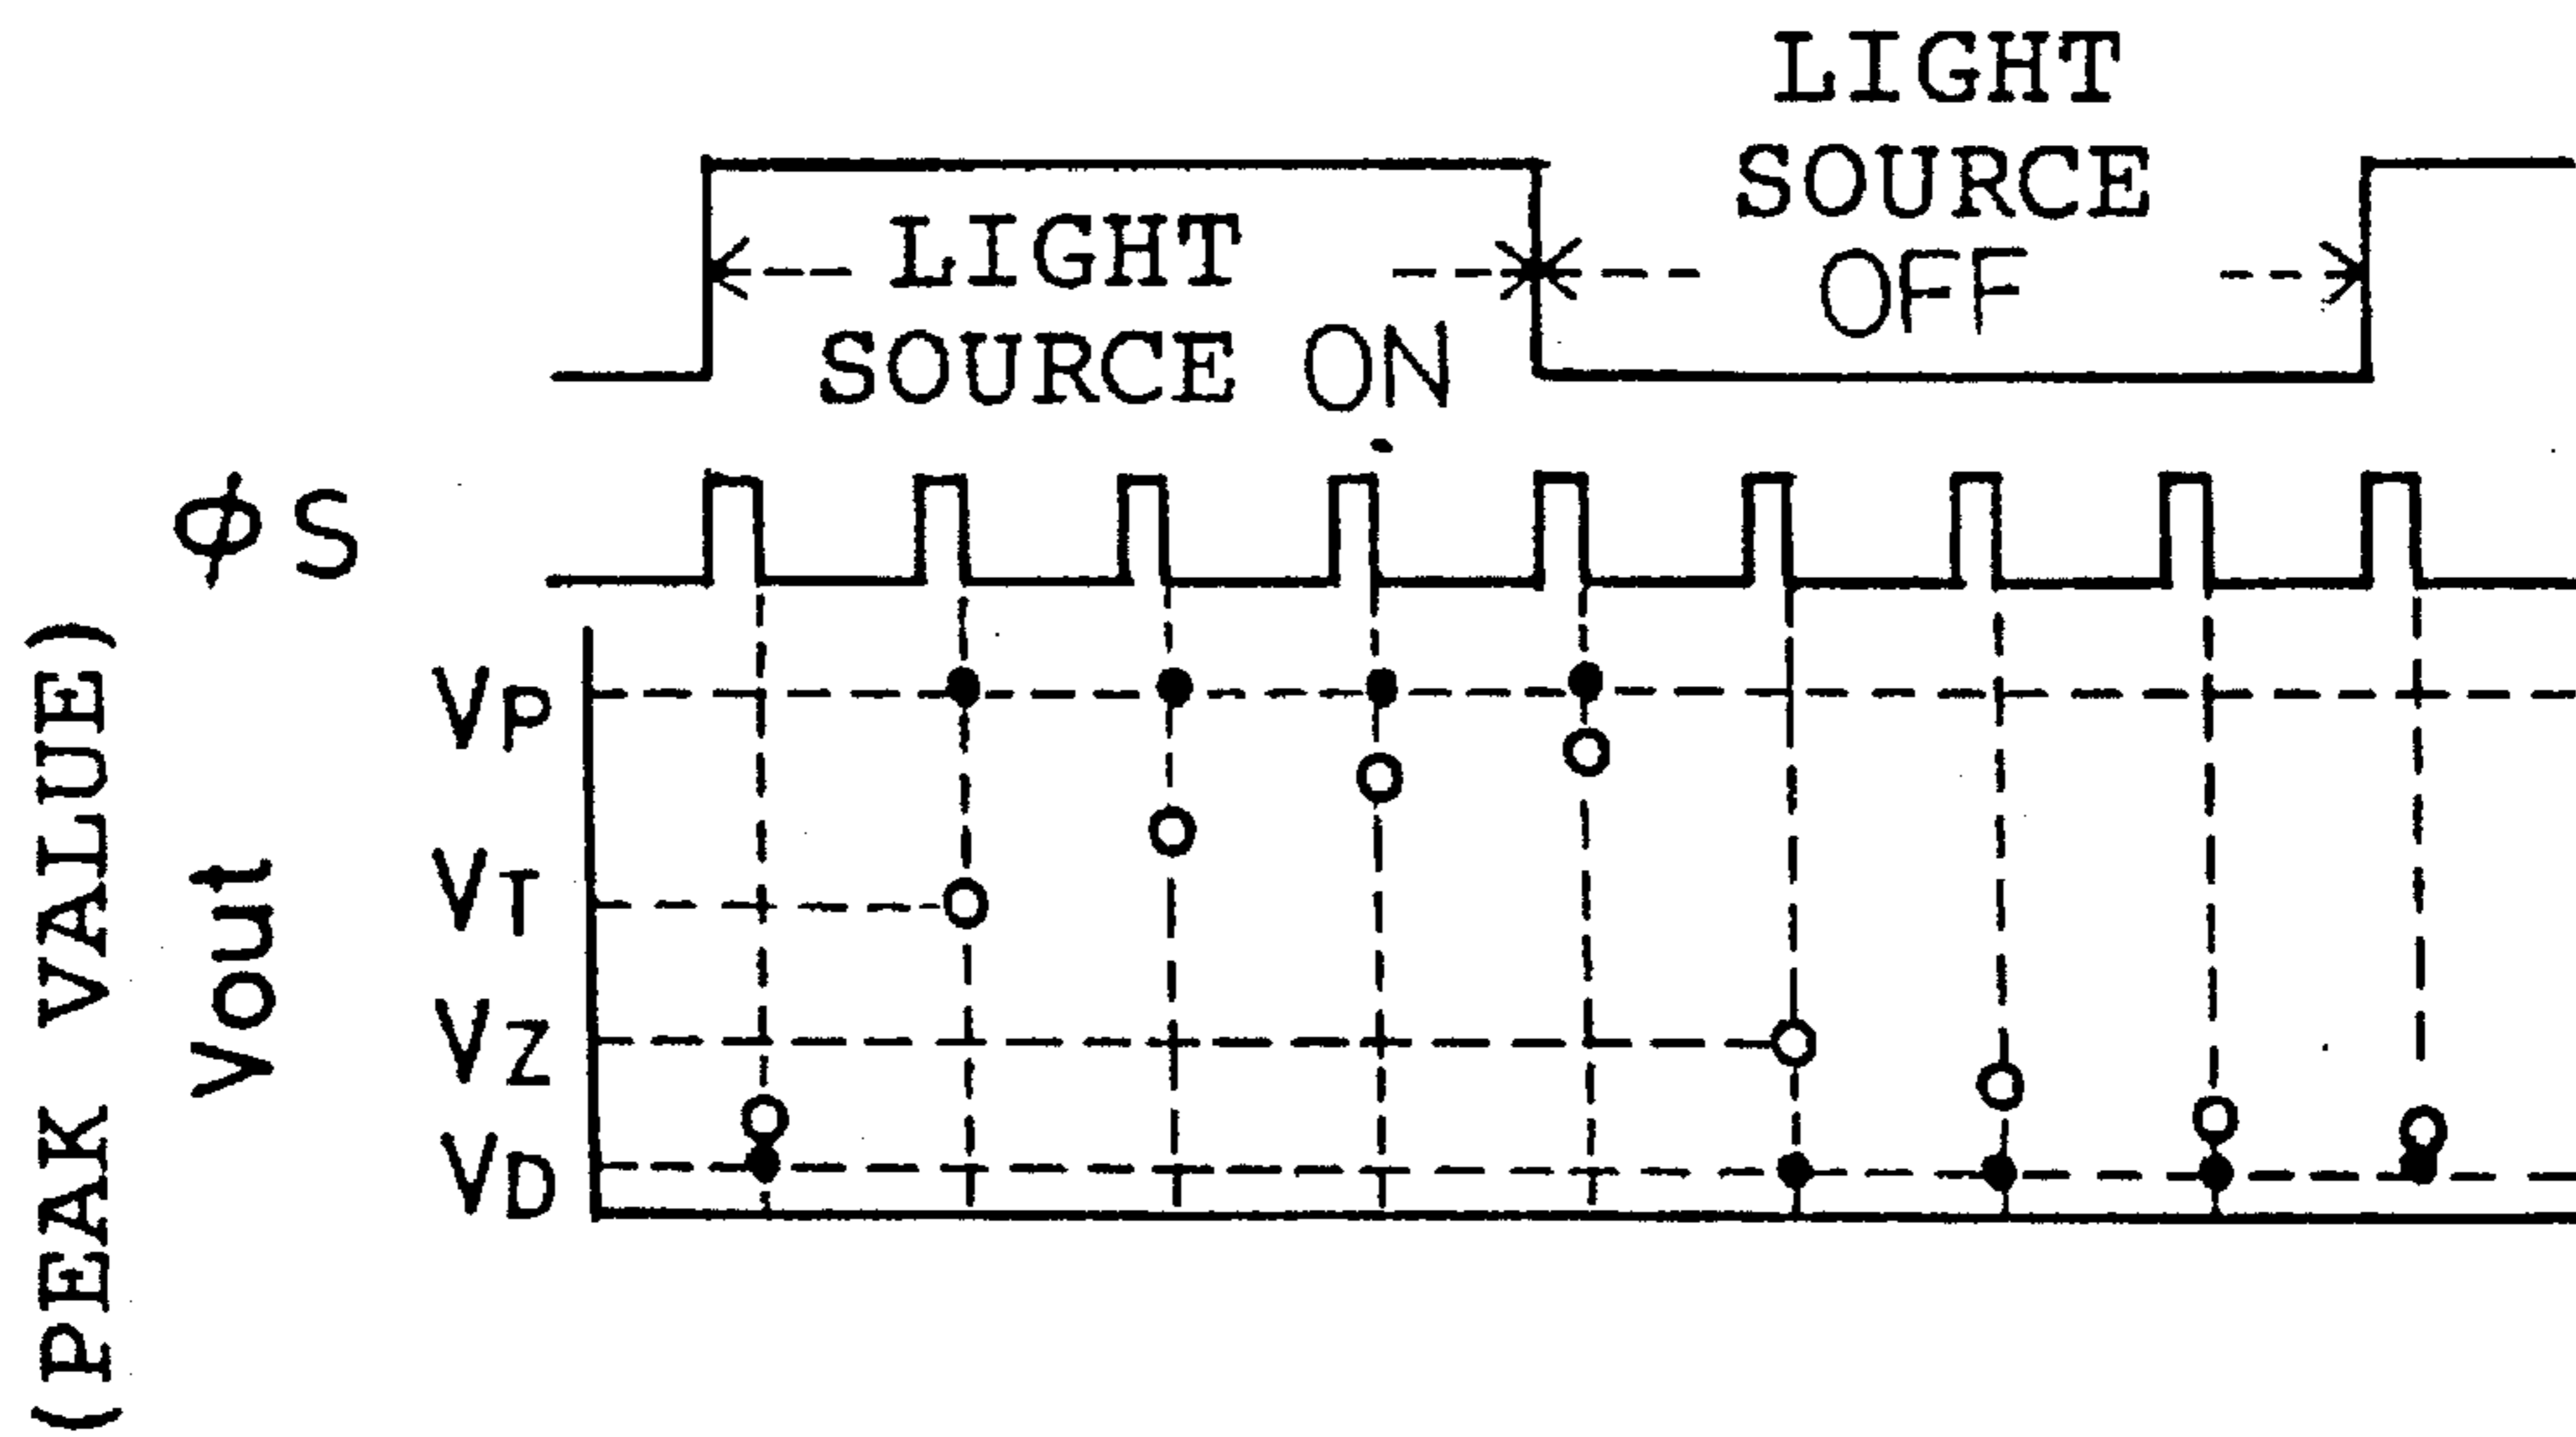 LIGHT
SOURCE
OFF
LIGHT
SOURCE ON
φS
(PEAK VALUE)
Vout
VP
VT
VZ
VD